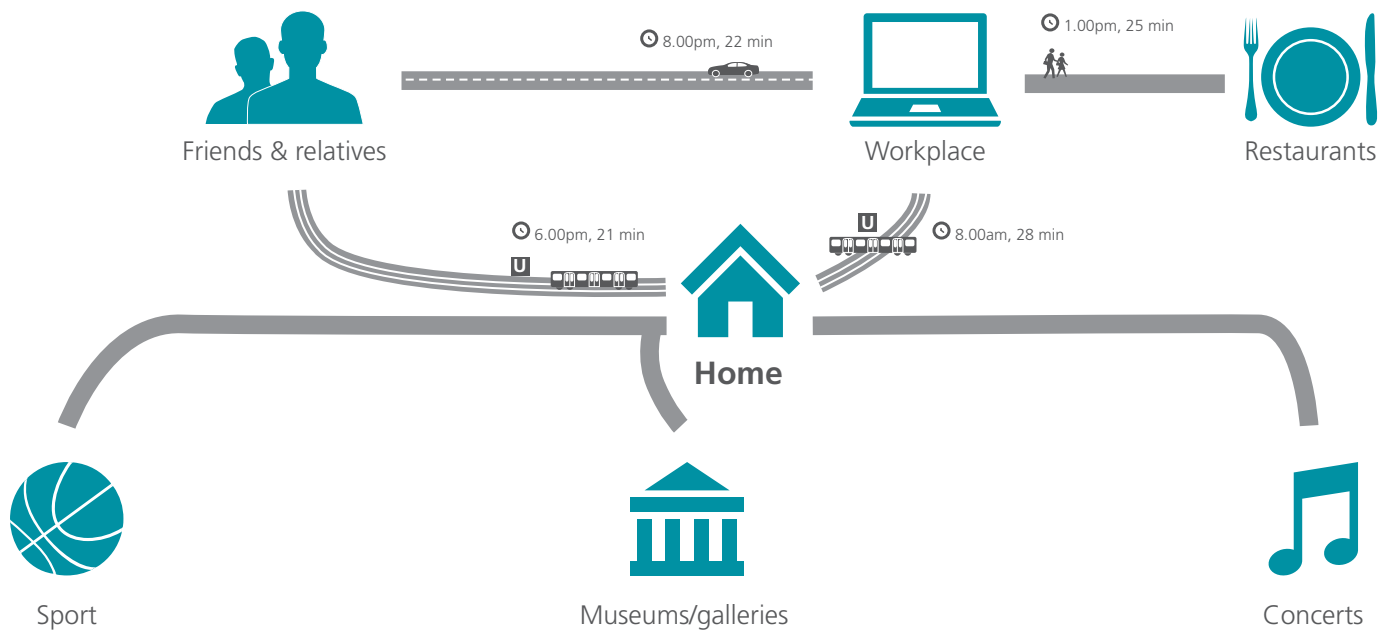 8.00pm, 22 min
1.00pm, 25 min
Friends & relatives
Workplace
Restaurants
U
6.00pm, 21 min
U
8.00am, 28 min
Home
Sport
Museums/galleries
Concerts